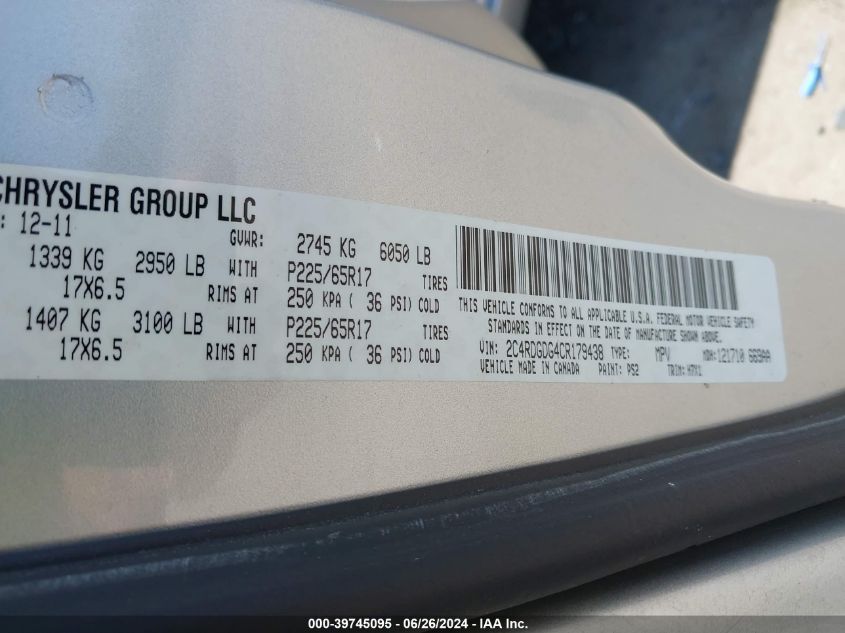 CHRYSLER GROUP LLC
: 12-11 GVWR: 2745 KG 6050 LB
1339 KG 2950 LB WITH P225/65R17 TIRES
17X6.5 RIMS AT 250 KPA ( 36 PSI) COLD
1407 KG 3100 LB WITH P225/65R17 TIRES
17X6.5 RIMS AT 250 KPA ( 36 PSI) COLD
THIS VEHICLE CONFORMS TO ALL APPLICABLE U.S.A. FEDERAL MOTOR VEHICLE SAFETY
STANDARDS IN EFFECT ON THE DATE OF MANUFACTURE SHOWN ABOVE.
VIN: 2C4RDGDG4CR179438 TYPE: MPV MDH: 121710 669AA
VEHICLE MADE IN CANADA PAINT: PS2 TRIM:
000-39745095 - 06/26/2024 - IAA Inc.